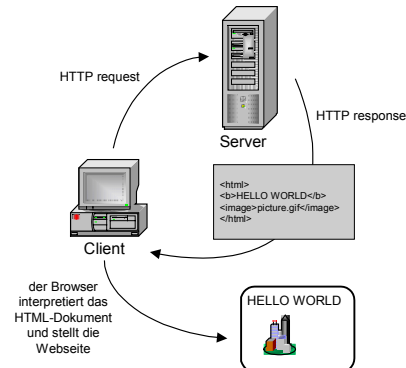 HTTP request
Server
HTTP response
<html>
<b>HELLO WORLD</b>
<image>picture.gif</image>
</html>
Client
der Browser
interpretiert das
HTML-Dokument
und stellt die
Webseite
HELLO WORLD